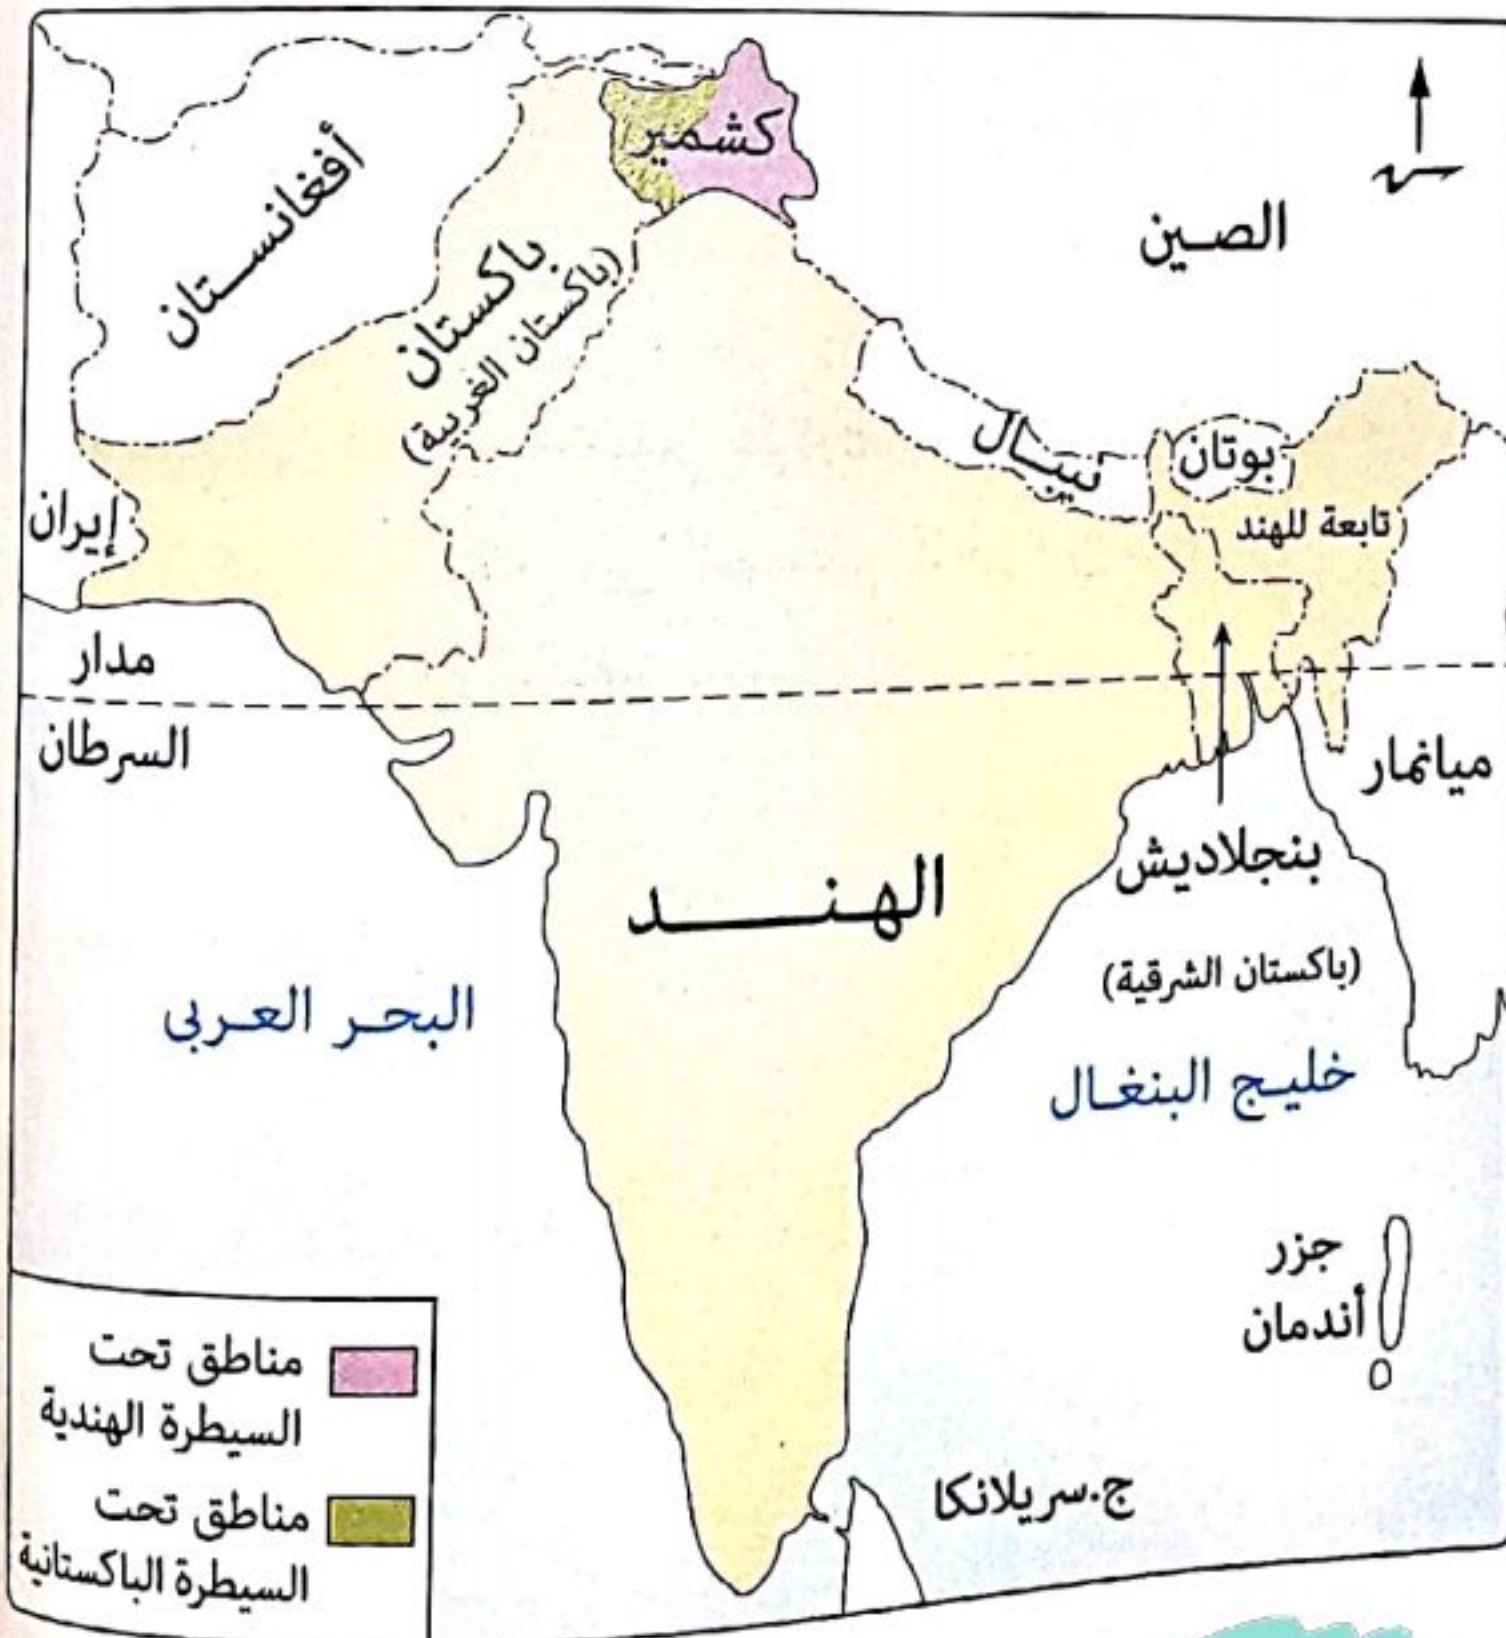 كشمير
أفغانستان
الصين
باكستان
(باكستان الغربية)
نيبال
بوتان
تابعة للهند
إيران
مدار
السرطان
ميانمار
بنجلاديش
(باكستان الشرقية)
الهند
البحر العربى
خليج البنغال
جزر
أندمان
ج.سريلانكا
مناطق تحت
السيطرة الهندية
مناطق تحت
السيطرة الباكستانية